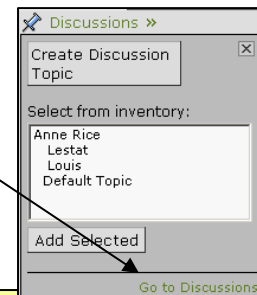 Discussions »
Create Discussion
Topic
Select from inventory:
Anne Rice
Lestat
Louis
Default Topic
Add Selected
Go to Discussions